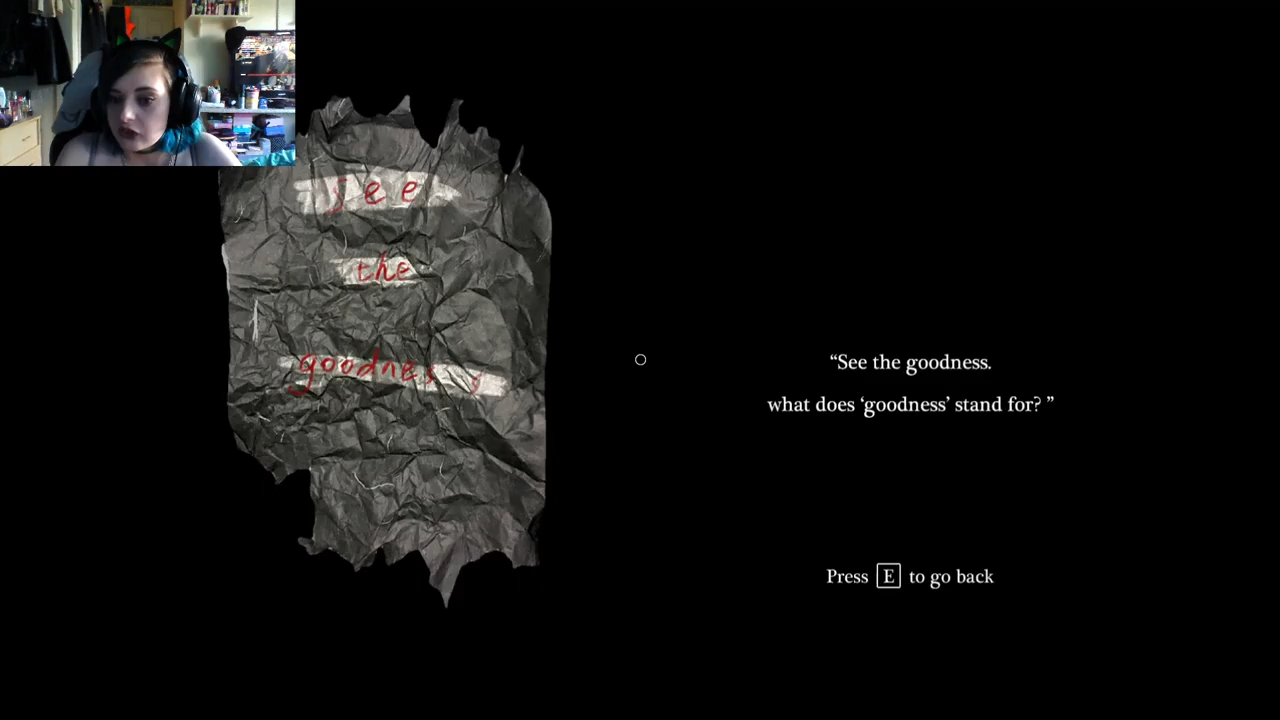 see
the
goodness
“See the goodness.
what does ‘goodness’ stand for? ”
Press E to go back